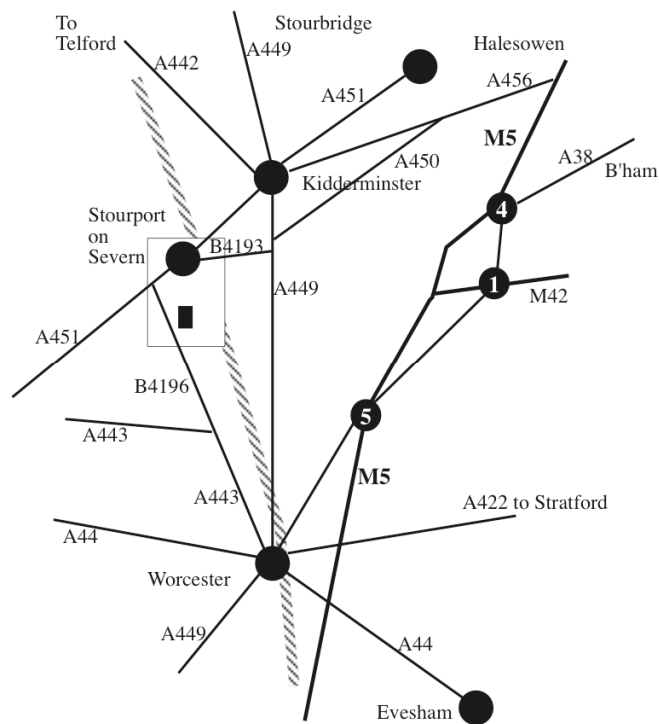 To
Telford
Stourbridge
A449
A442
Halesowen
A451
A456
M5
A38
A450
B'ham
Kidderminster
4
Stourport
on
Severn
B4193
1
A449
M42
A451
B4196
5
A443
M5
A443
A422 to Stratford
A44
Worcester
A449
A44
Evesham